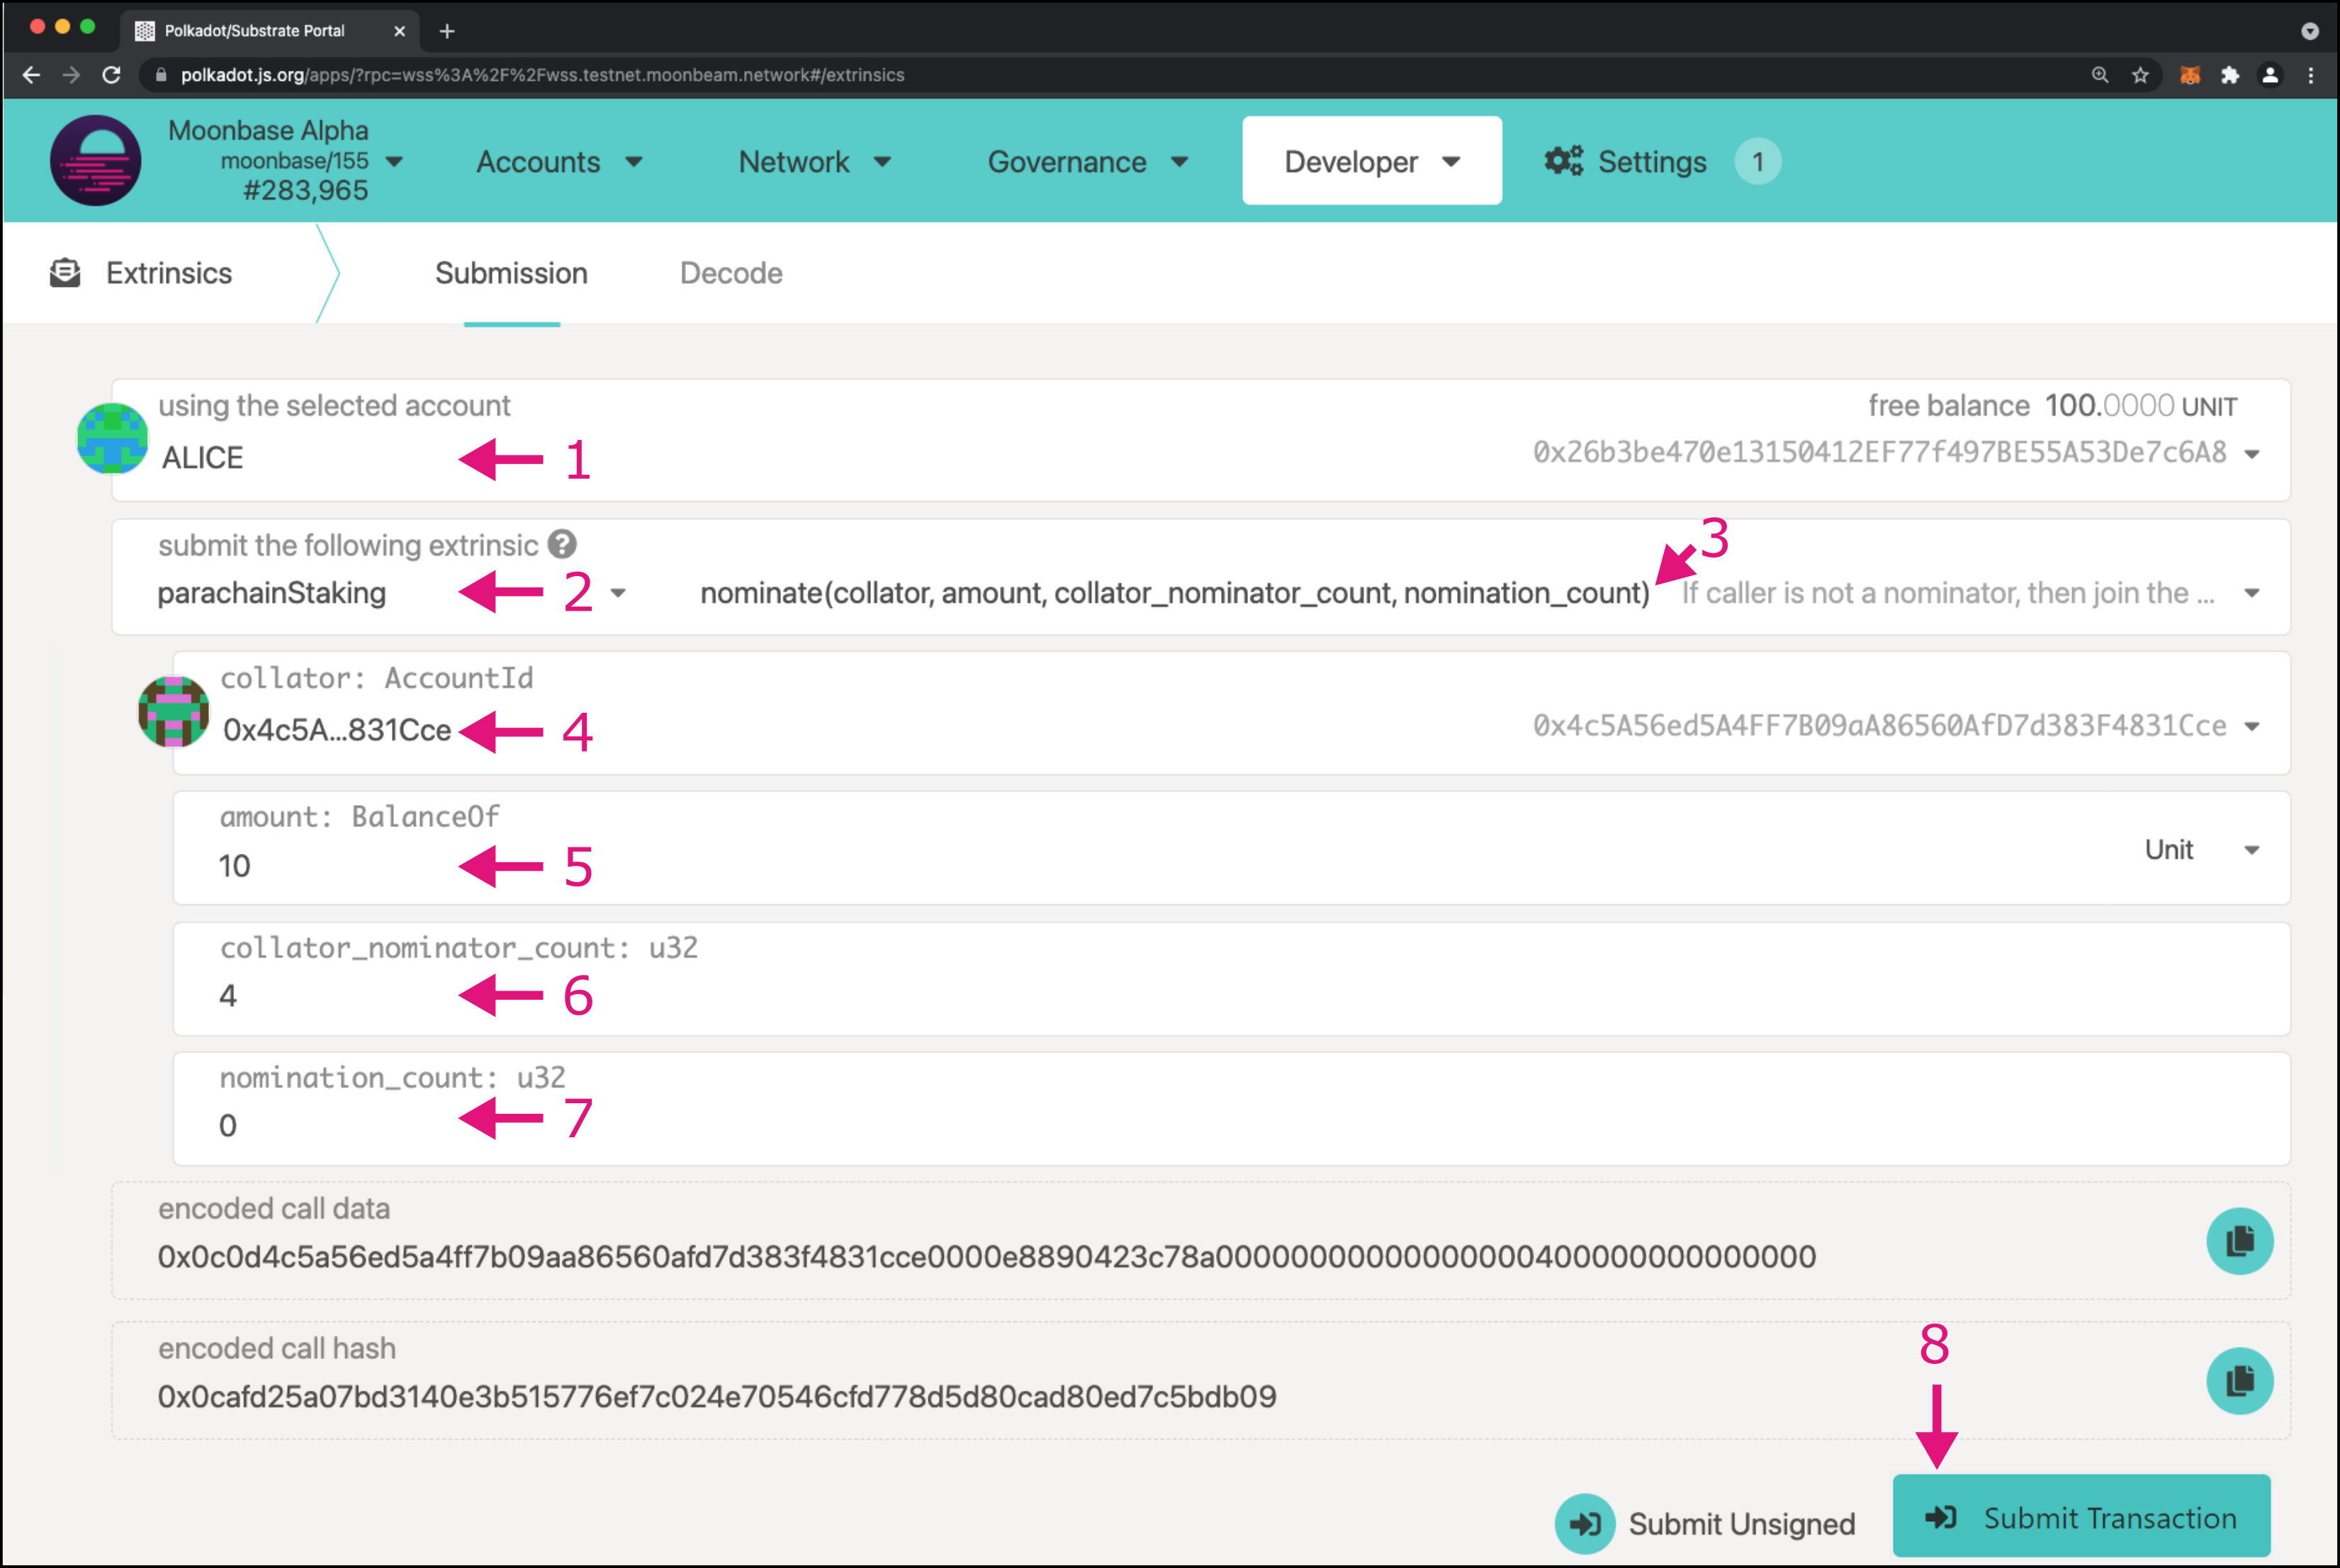 Polkadot/Substrate Portal
polkadot.js.org/apps/?rpc=wss%3A%2F%2Fwss.testnet.moonbeam.network#/extrinsics
Moonbase Alpha
moonbase/155
#283,965
Accounts
Network
Governance
Developer
Settings
1
Extrinsics
Submission
Decode
using the selected account
free balance 100.0000 UNIT
ALICE
1
0x26b3be470e13150412EF77f497BE55A53De7c6A8
submit the following extrinsic ?
3
parachainStaking
2
nominate(collator, amount, collator_nominator_count, nomination_count)
If caller is not a nominator, then join the ...
collator: AccountId
0x4c5A...831Cce
4
0x4c5A56ed5A4FF7B09aA86560AfD7d383F4831Cce
amount: BalanceOf
10
5
Unit
collator_nominator_count: u32
4
6
nomination_count: u32
0
7
encoded call data
0x0c0d4c5a56ed5a4ff7b09aa86560afd7d383f4831cce0000e8890423c78a00000000000000000400000000000000
encoded call hash
0x0cafd25a07bd3140e3b515776ef7c024e70546cfd778d5d80cad80ed7c5bdb09
8
Submit Unsigned
Submit Transaction